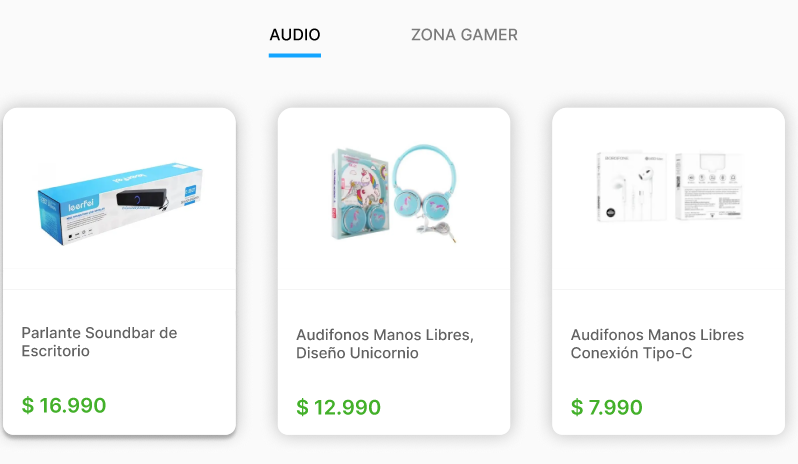 AUDIO
ZONA GAMER
leerfei
Parlante Soundbar de
Escritorio
$ 16.990
Audifonos Manos Libres,
Diseño Unicornio
$ 12.990
Audifonos Manos Libres
Conexión Tipo-C
$ 7.990